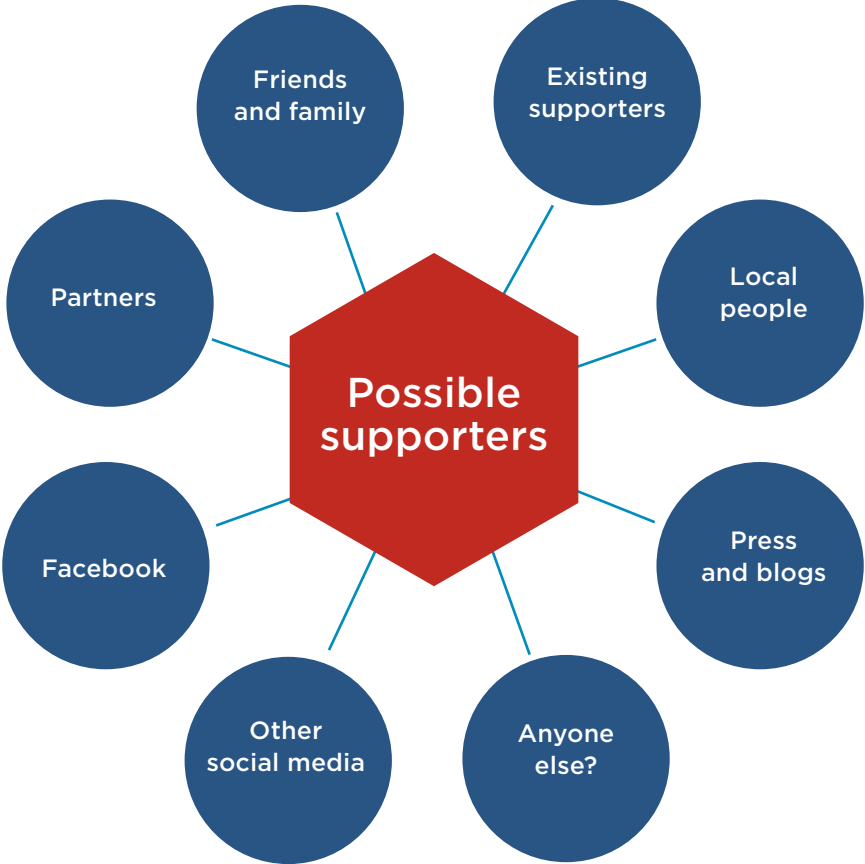 Friends
and family
Existing
supporters
Partners
Local
people
Possible
supporters
Facebook
Press
and blogs
Other
social media
Anyone
else?